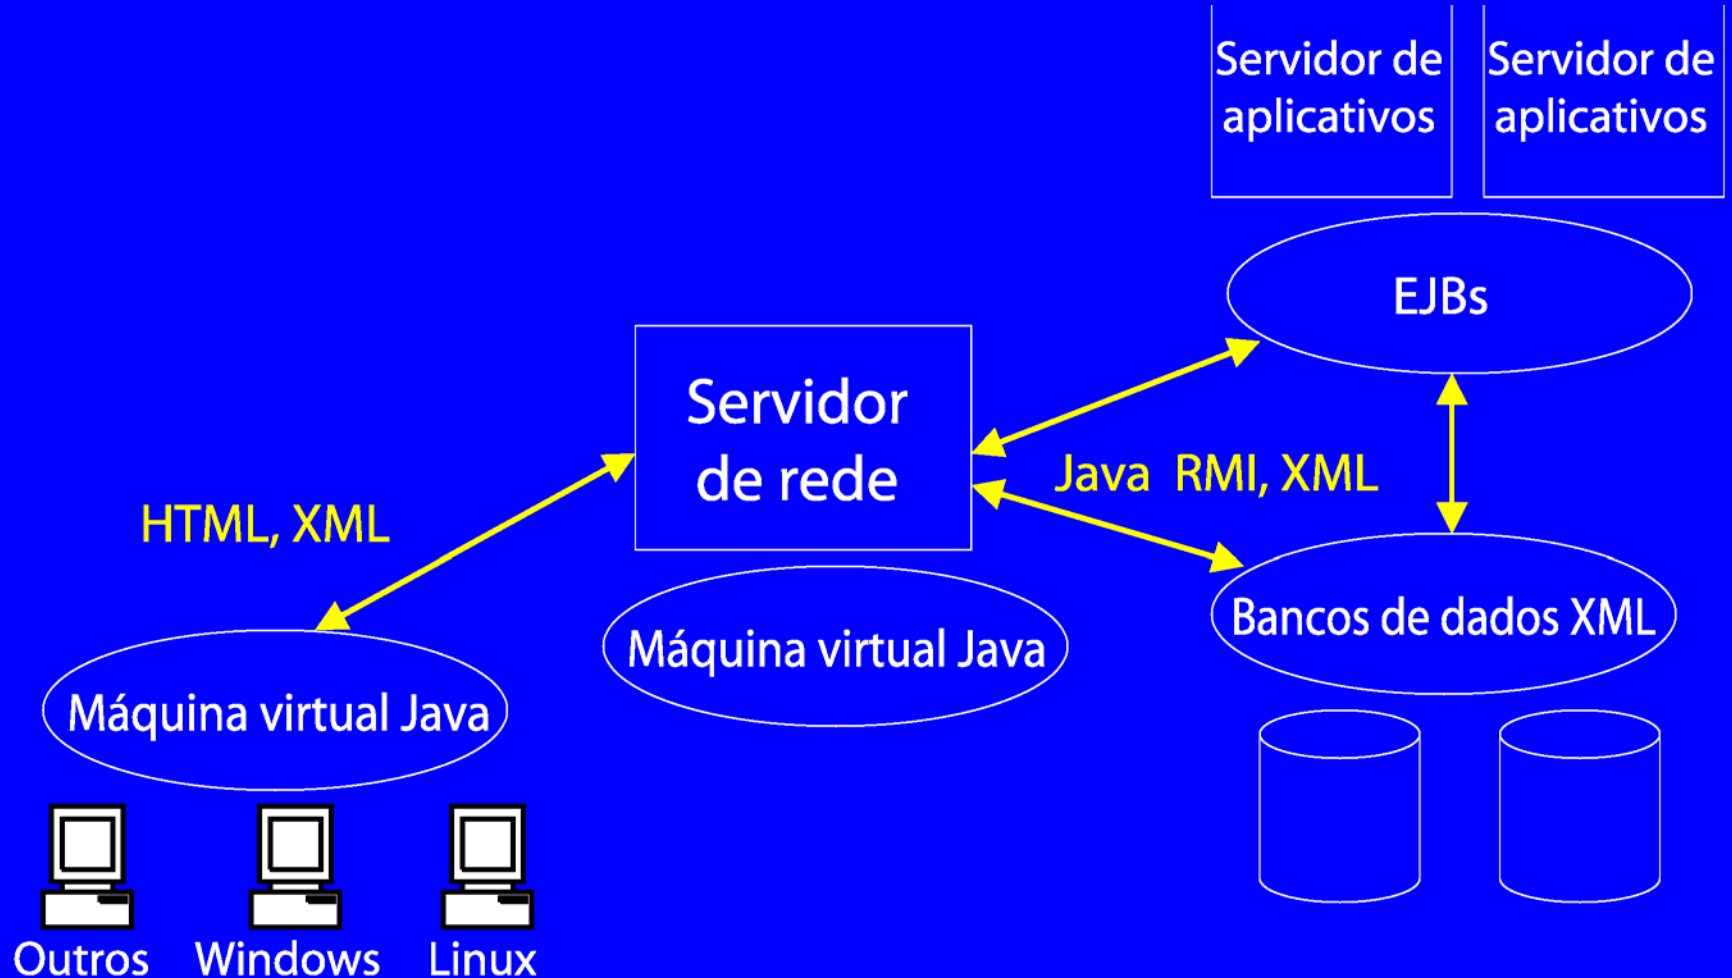 Servidor de
aplicativos
Servidor de
aplicativos
EJBs
Servidor
de rede
Java RMI, XML
HTML, XML
Bancos de dados XML
Máquina virtual Java
Máquina virtual Java
Outros
Windows
Linux